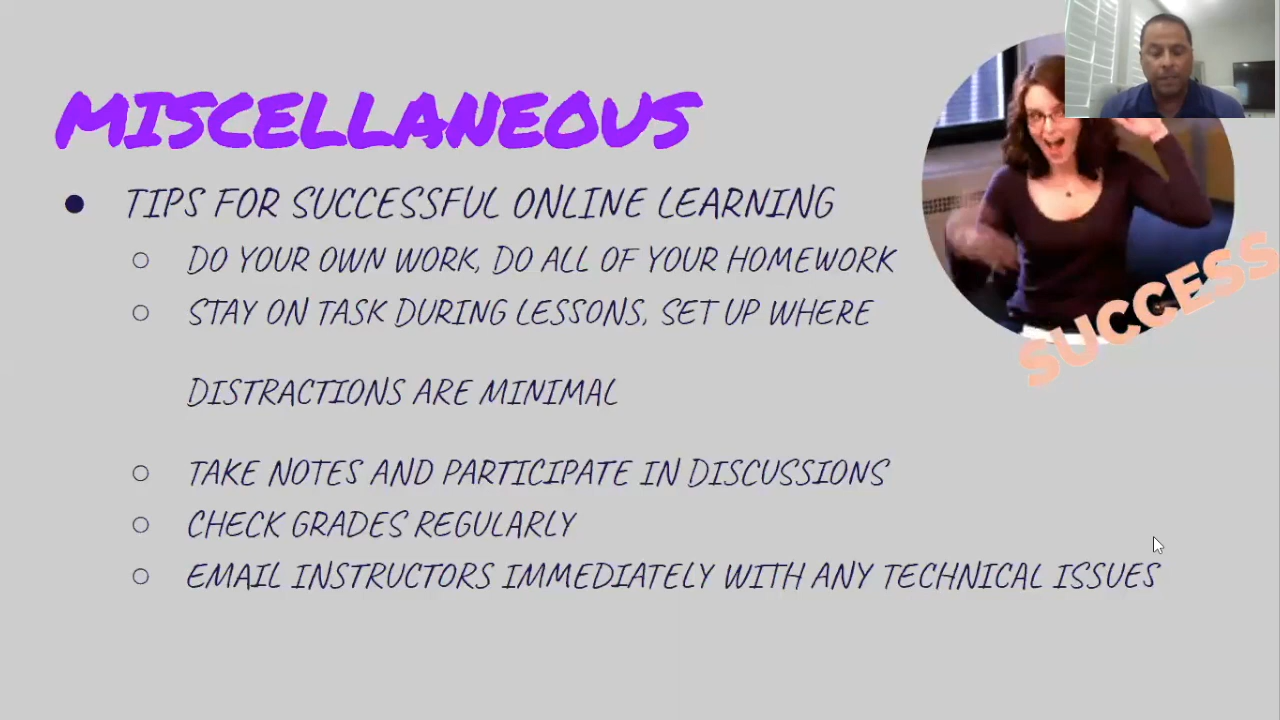 MISCELLANEOUS
● TIPS FOR SUCCESSFUL ONLINE LEARNING
○ DO YOUR OWN WORK, DO ALL OF YOUR HOMEWORK
○ STAY ON TASK DURING LESSONS, SET UP WHERE
DISTRACTIONS ARE MINIMAL
○ TAKE NOTES AND PARTICIPATE IN DISCUSSIONS
○ CHECK GRADES REGULARLY
○ EMAIL INSTRUCTORS IMMEDIATELY WITH ANY TECHNICAL ISSUES
SUCCESS